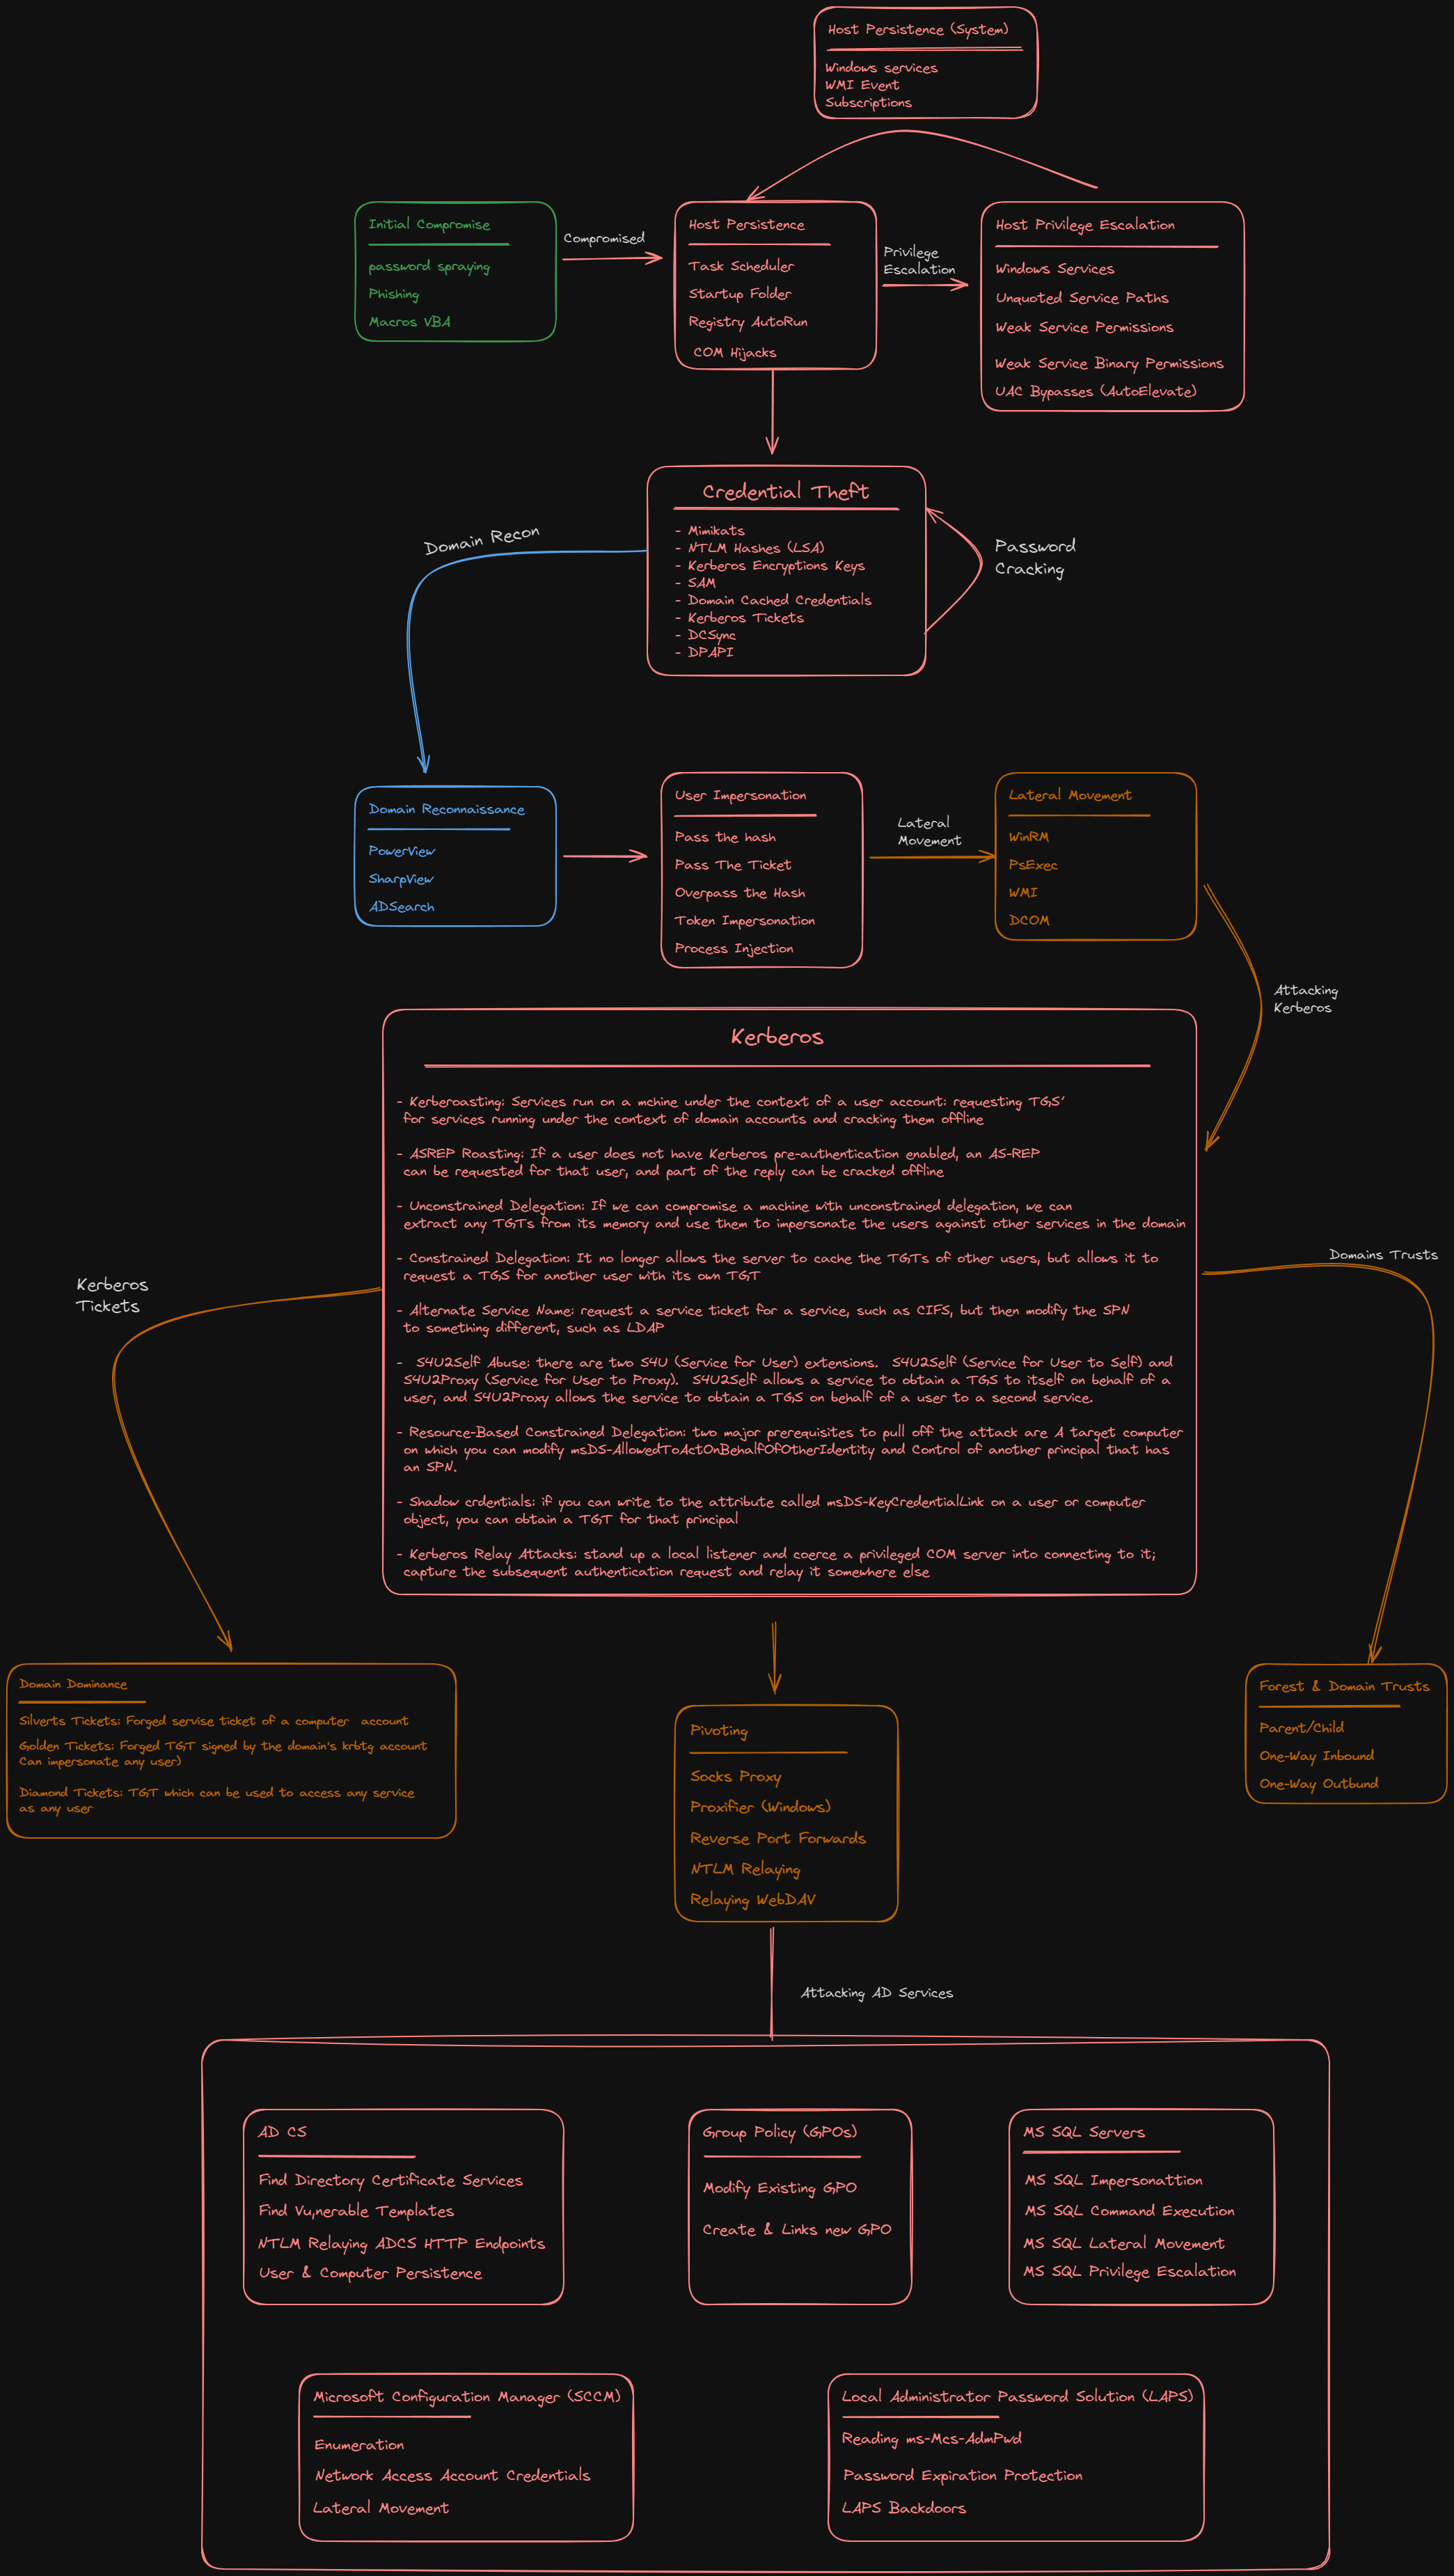 Host Persistence (System)
Windows services
WMI Event
Subscriptions
Initial Compromise
password spraying
Phishing
Macros VBA
Compromised
Host Persistence
Task Scheduler
Startup Folder
Registry AutoRun
COM Hijacks
Privilege
Escalation
Host Privilege Escalation
Windows Services
Unquoted Service Paths
Weak Service Permissions
Weak Service Binary Permissions
UAC Bypasses (AutoElevate)
Credential Theft
- Mimikats
- NTLM Hashes (LSA)
- Kerberos Encryptions Keys
- SAM
- Domain Cached Credentials
- Kerberos Tickets
- DCSync
- DPAPI
Password
Cracking
Domain Recon
Domain Reconnaissance
PowerView
SharpView
ADSearch
User Impersonation
Pass the hash
Pass The Ticket
Overpass the Hash
Token Impersonation
Process Injection
Lateral
Movement
Lateral Movement
WinRM
PsExec
WMI
DCOM
Attacking
Kerberos
Kerberos
- Kerberoasting: Services run on a mchine under the context of a user account: requesting TGS'
for services running under the context of domain accounts and cracking them offline
- ASREP Roasting: If a user does not have Kerberos pre-authentication enabled, an AS-REP
can be requested for that user, and part of the reply can be cracked offline
- Unconstrained Delegation: If we can compromise a machine with unconstrained delegation, we can
extract any TGTs from its memory and use them to impersonate the users against other services in the domain
- Constrained Delegation: It no longer allows the server to cache the TGTs of other users, but allows it to
request a TGS for another user with its own TGT
- Alternate Service Name: request a service ticket for a service, such as CIFS, but then modify the SPN
to something different, such as LDAP
- S4U2Self Abuse: there are two S4U (Service for User) extensions. S4U2Self (Service for User to Self) and
S4U2Proxy (Service for User to Proxy). S4U2Self allows a service to obtain a TGS to itself on behalf of a
user, and S4U2Proxy allows the service to obtain a TGS on behalf of a user to a second service.
- Resource-Based Constrained Delegation: two major prerequisites to pull off the attack are A target computer
on which you can modify msDS-AllowedToActOnBehalfOfOtherIdentity and Control of another principal that has
an SPN.
- Shadow crdentials: if you can write to the attribute called msDS-KeyCredentialLink on a user or computer
object, you can obtain a TGT for that principal
- Kerberos Relay Attacks: stand up a local listener and coerce a privileged COM server into connecting to it;
capture the subsequent authentication request and relay it somewhere else
Kerberos
Tickets
Domains Trusts
Domain Dominance
Silverts Tickets: Forged servise ticket of a computer account
Golden Tickets: Forged TGT signed by the domain's krbtg account
Can impersonate any user)
Diamond Tickets: TGT which can be used to access any service
as any user
Pivoting
Socks Proxy
Proxifier (Windows)
Reverse Port Forwards
NTLM Relaying
Relaying WebDAV
Forest & Domain Trusts
Parent/Child
One-Way Inbound
One-Way Outbund
Attacking AD Services
AD CS
Find Directory Certificate Services
Find Vu,nerable Templates
NTLM Relaying ADCS HTTP Endpoints
User & Computer Persistence
Group Policy (GPOs)
Modify Existing GPO
Create & Links new GPO
MS SQL Servers
MS SQL Impersonattion
MS SQL Command Execution
MS SQL Lateral Movement
MS SQL Privilege Escalation
Microsoft Configuration Manager (SCCM)
Enumeration
Network Access Account Credentials
Lateral Movement
Local Administrator Password Solution (LAPS)
Reading ms-Mcs-AdmPwd
Password Expiration Protection
LAPS Backdoors